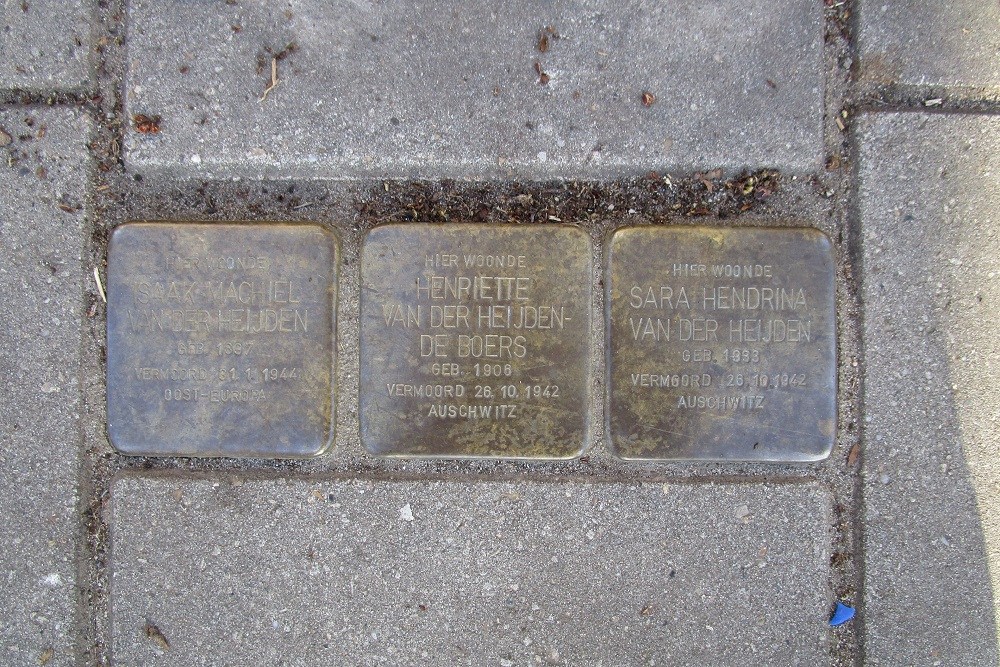 HIER WOONDE
ISAAK MACHIEL
VAN DER HEIJDEN
GEB.
VERMOORD 31.1.1944
OOST-EUROPA
HIER WOONDE
HENRIETTE
VAN DER HEIJDEN-
DE BOERS
GEB. 1906
VERMOORD 26.10.1942
AUSCHWITZ
HIER WOONDE
SARA HENDRINA
VAN DER HEIJDEN
GEB. 1933
VERMOORD 26.10.1942
AUSCHWITZ